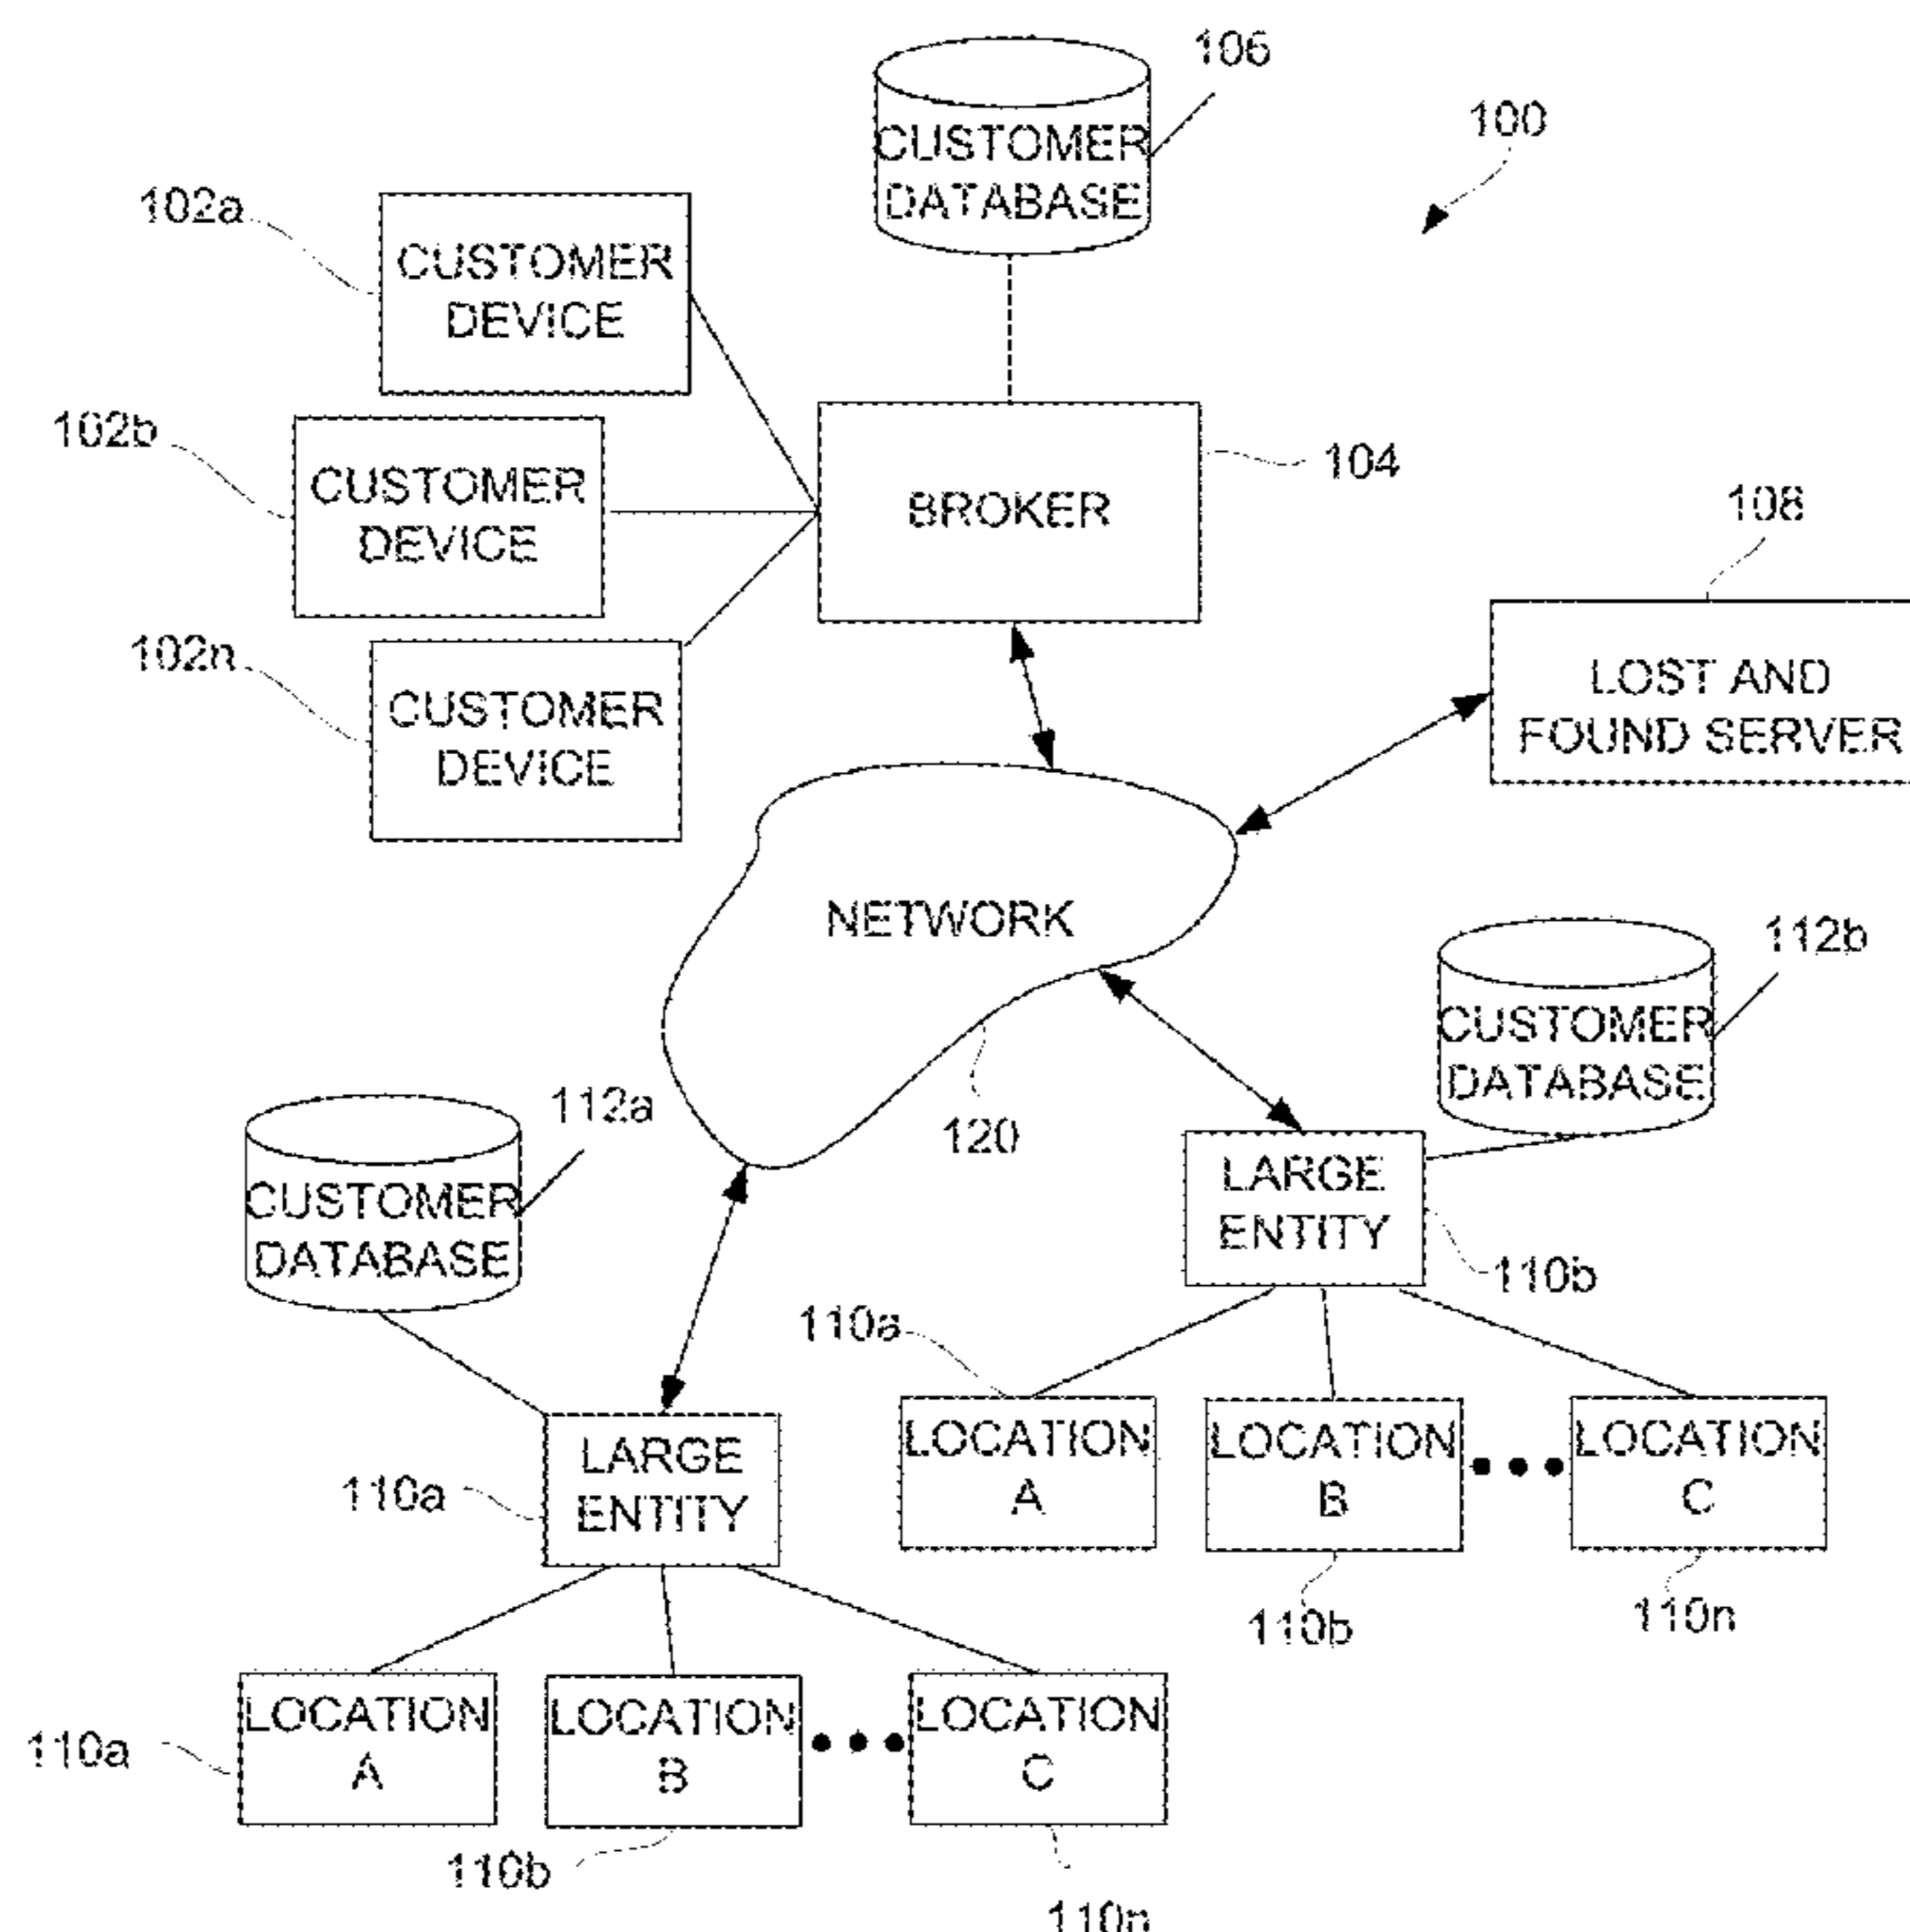 106
CUSTOMER
DATABASE
100
102a
CUSTOMER
DEVICE
102b
CUSTOMER
DEVICE
BROKER
104
108
102n
CUSTOMER
DEVICE
LOST AND
FOUND SERVER
NETWORK
112b
CUSTOMER
DATABASE
112a
120
CUSTOMER
DATABASE
LARGE
ENTITY
110b
110a
LOCATION
A
LOCATION
B
LOCATION
C
110b
110n
LARGE
ENTITY
110a
LOCATION
A
LOCATION
B
LOCATION
C
110a
110b
110n